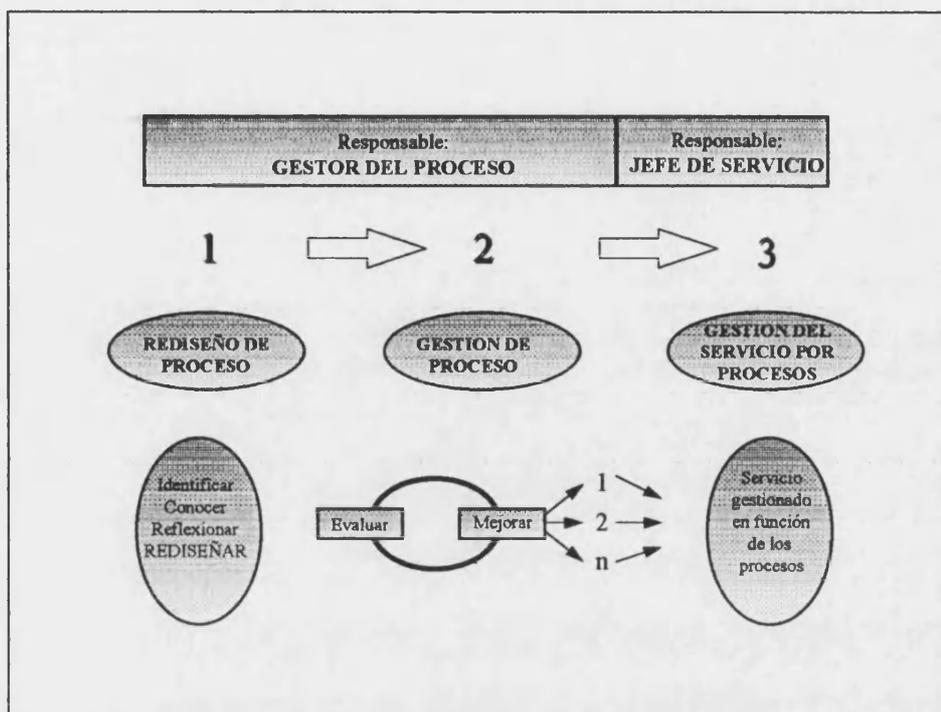 Responsable:
GESTOR DEL PROCESO
Responsable:
JEFE DE SERVICIO
1
2
3
REDISEÑO DE
PROCESO
GESTION DE
PROCESO
GESTION DEL
SERVICIO POR
PROCESOS
Identificar
Conocer
Reflexionar
REDISEÑAR
Evaluar
Mejorar
1
2
n
Servicio
gestionado
en función
de los
procesos